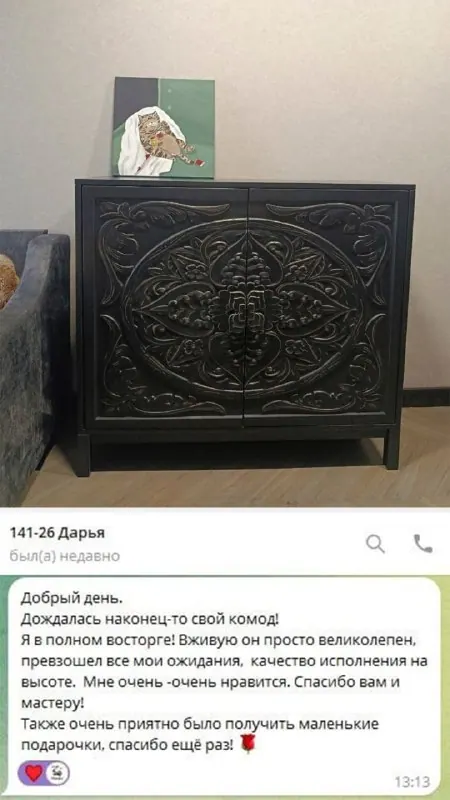 141-26 Дарья
был(а) недавно
Добрый день.
Дождалась наконец-то свой комод!
Я в полном восторге! Вживую он просто великолепен,
превзошел все мои ожидания, качество исполнения на
высоте. Мне очень -очень нравится. Спасибо вам и
мастеру!
Также очень приятно было получить маленькие
подарочки, спасибо ещё раз! 🌹
13:13